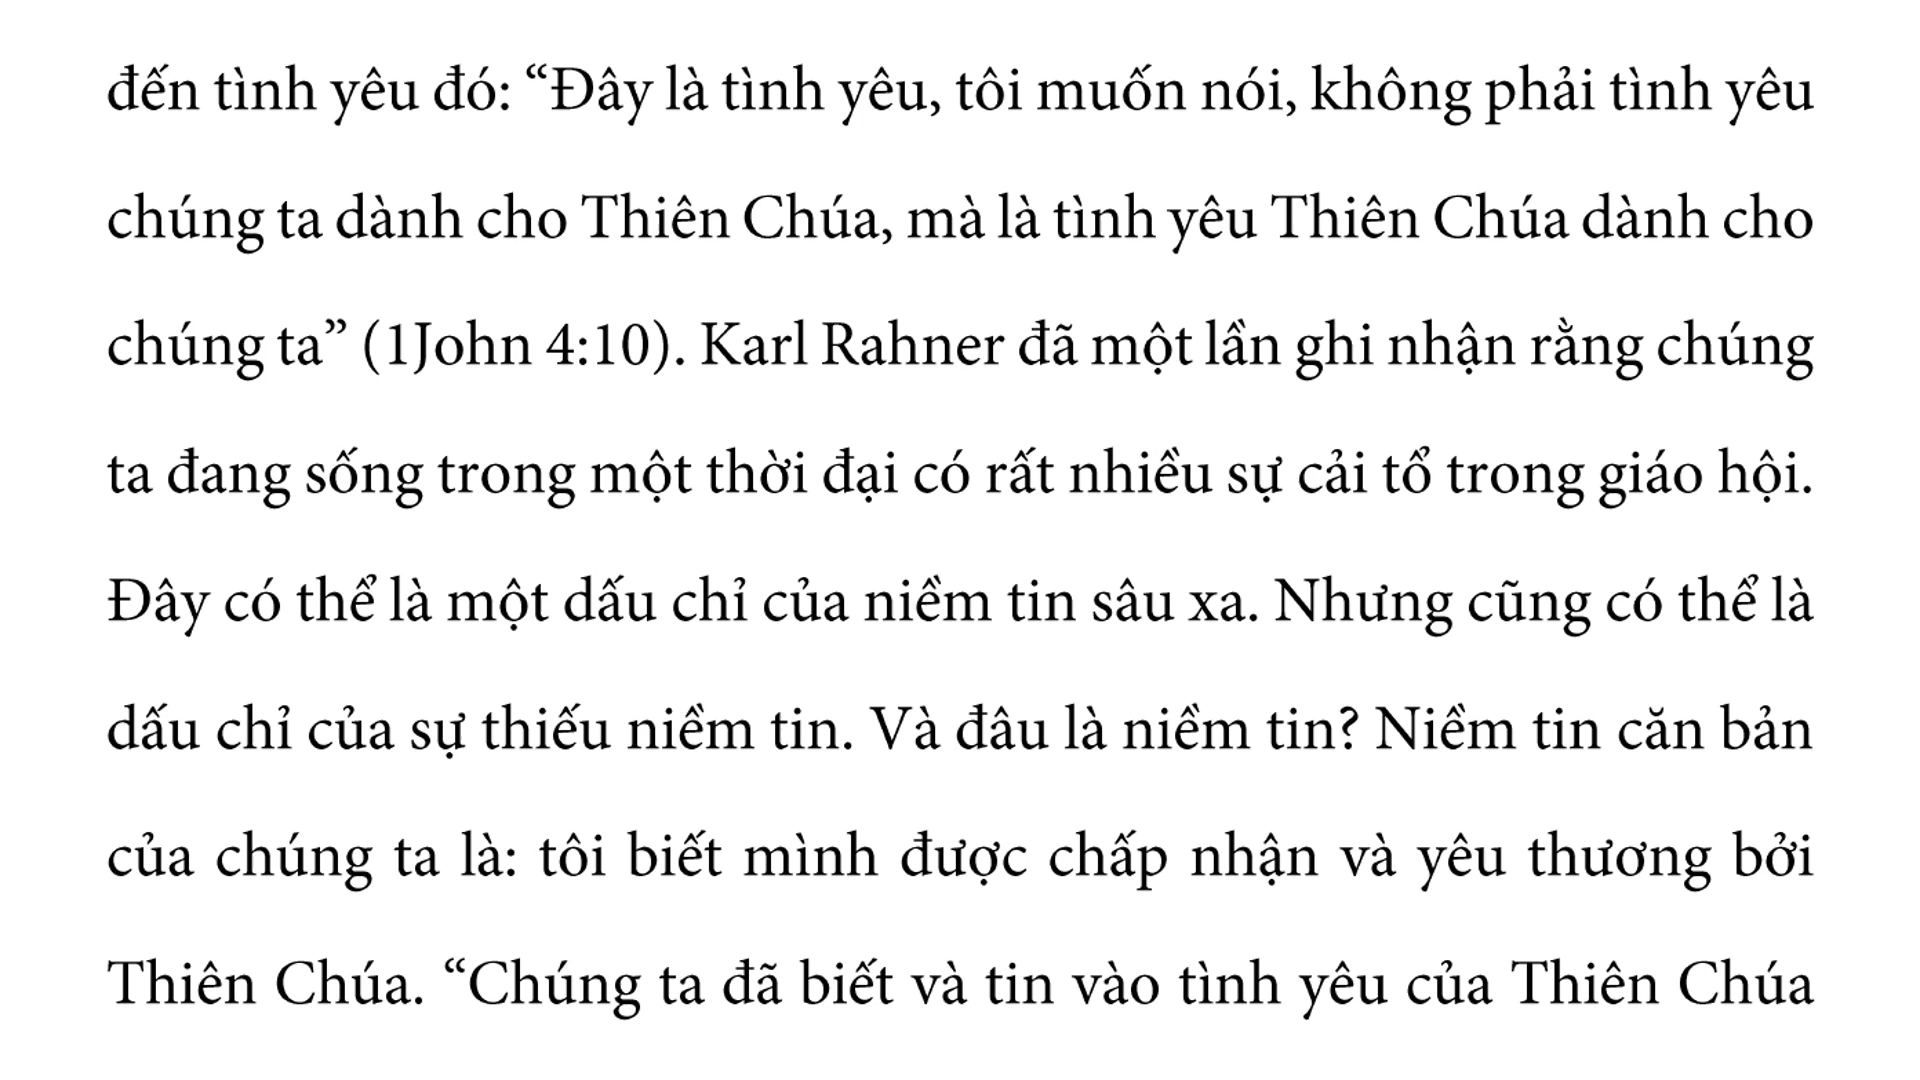 đến tình yêu đó: “Đây là tình yêu, tôi muốn nói, không phải tình yêu
chúng ta dành cho Thiên Chúa, mà là tình yêu Thiên Chúa dành cho
chúng ta” (1John 4:10). Karl Rahner đã một lần ghi nhận rằng chúng
ta đang sống trong một thời đại có rất nhiều sự cải tổ trong giáo hội.
Đây có thể là một dấu chỉ của niềm tin sâu xa. Nhưng cũng có thể là
dấu chỉ của sự thiếu niềm tin. Và đâu là niềm tin? Niềm tin căn bản
của chúng ta là: tôi biết mình được chấp nhận và yêu thương bởi
Thiên Chúa. “Chúng ta đã biết và tin vào tình yêu của Thiên Chúa